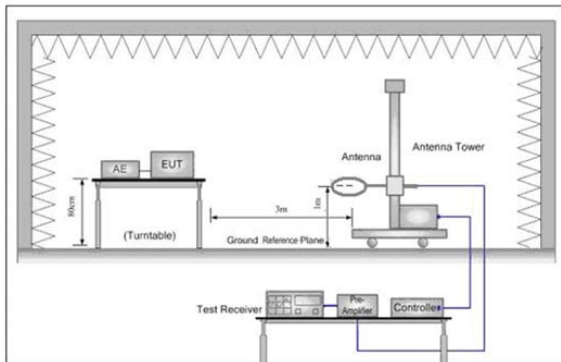 AE
EUT
80cm
(Turntable)
3m
Antenna
Antenna Tower
1m
Ground Reference Plane
Test Receiver
Pre-
Amplifier
Controller